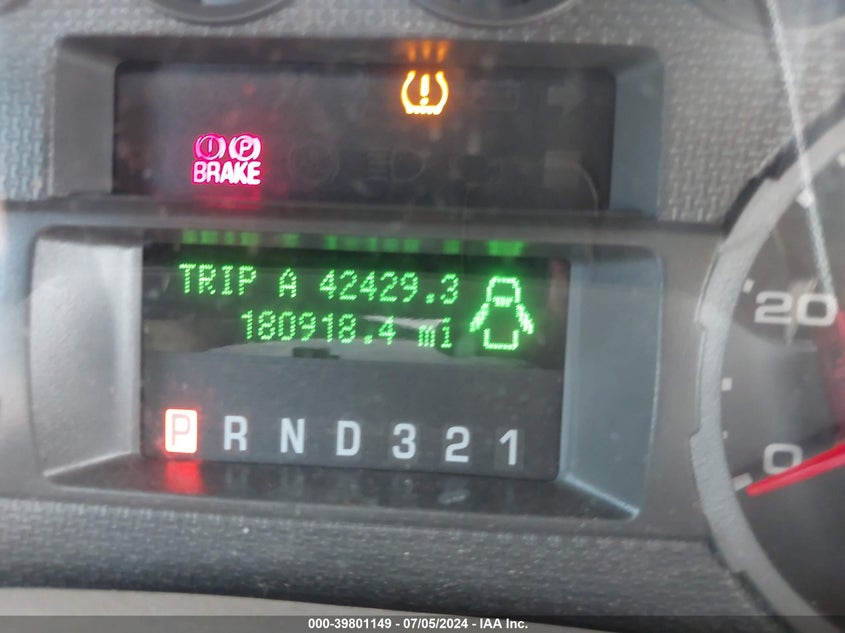 BRAKE
TRIP A 42429.3
180918.4 mi
P R N D 3 2 1
20
0
000-39801149 - 07/05/2024 - IAA Inc.